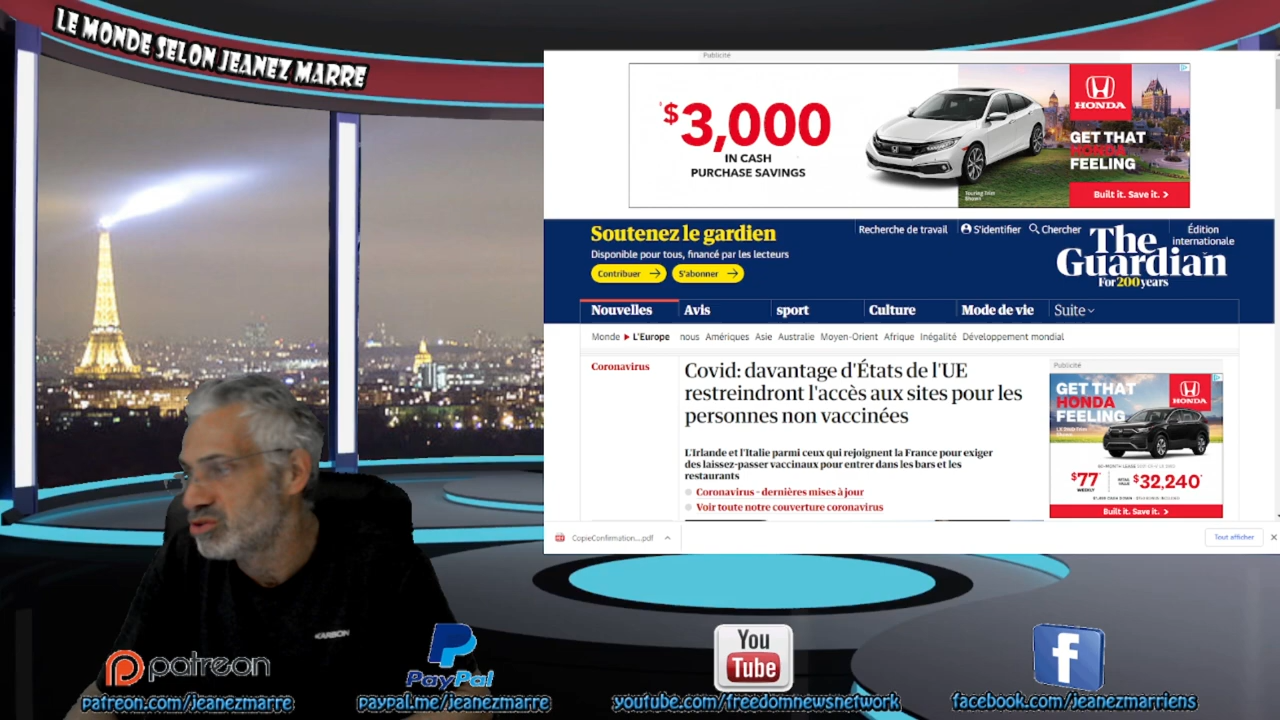 LE MONDE SELON JEANEZ MARRE
Publicité
$3,000
IN CASH
PURCHASE SAVINGS
Touring Trim
Shown
HONDA
GET THAT
HONDA
FEELING
Built it. Save it. >
Soutenez le gardien
Disponible pour tous, financé par les lecteurs
Contribuer →
S'abonner →
Recherche de travail
S'identifier
Chercher
The
Guardian
For 200 years
Édition
internationale
Nouvelles
Avis
sport
Culture
Mode de vie
Suite
Monde
L'Europe
nous
Amériques
Asie
Australie
Moyen-Orient
Afrique
Inégalité
Développement mondial
Coronavirus
Covid: davantage d'États de l'UE
restreindront l'accès aux sites pour les
personnes non vaccinées
L'Irlande et l'Italie parmi ceux qui rejoignent la France pour exiger
des laissez-passer vaccinaux pour entrer dans les bars et les
restaurants
Coronavirus - dernières mises à jour
Voir toute notre couverture coronavirus
Publicité
GET THAT
HONDA
FEELING
HONDA
$77
WEEKLY
$32,240
Built it. Save it. >
CopieConfirmation....pdf
Tout afficher
KARBON
patreon
patreon.com/jeanezmarre
PayPal
paypal.me/jeanezmarre
You
Tube
youtube.com/freedomnewsnetwork
f
facebook.com/jeanezmarriens